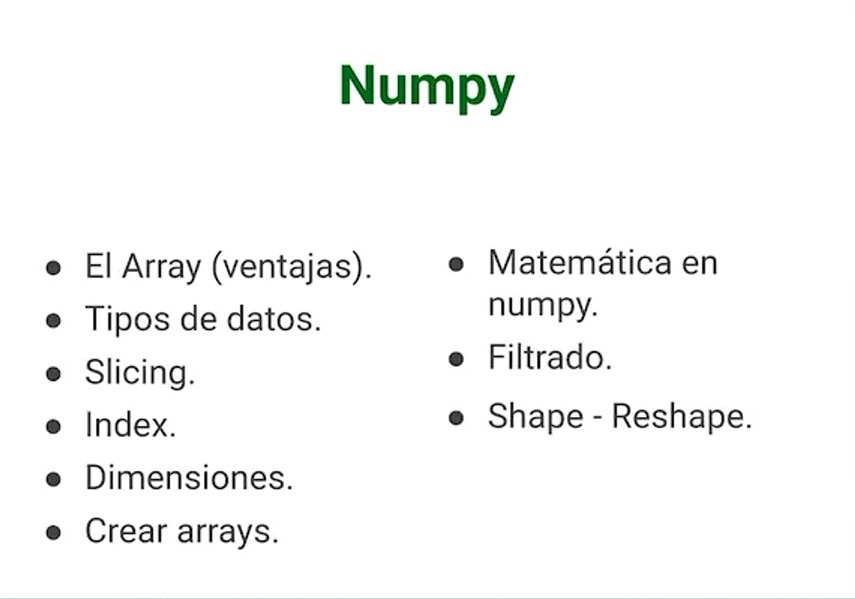 Numpy
El Array (ventajas).
Tipos de datos.
Slicing.
Index.
Dimensiones.
Crear arrays.
Matemática en
numpy.
Filtrado.
Shape - Reshape.